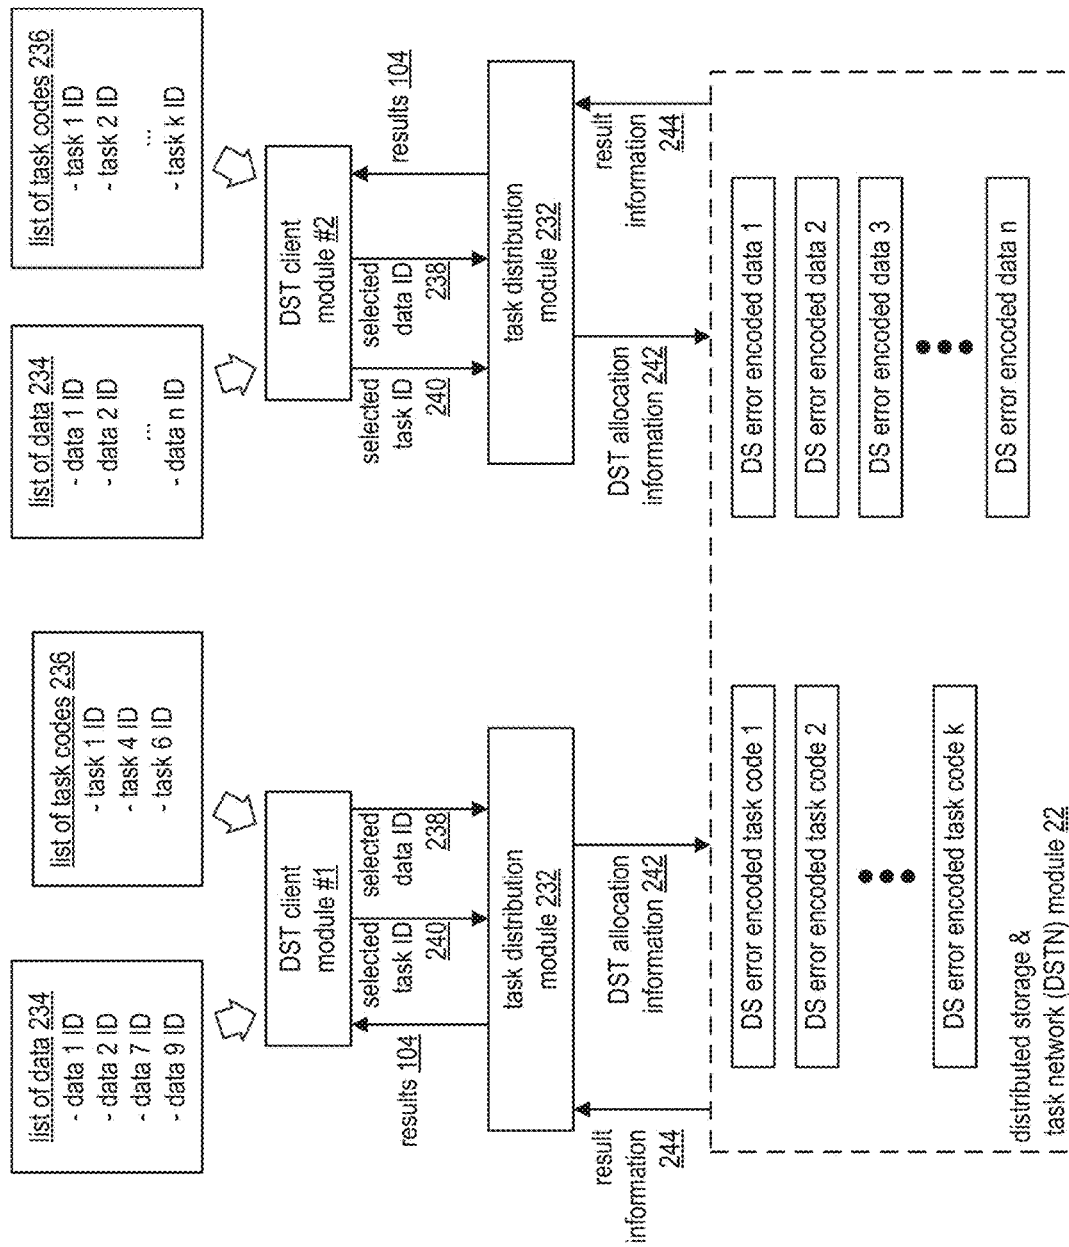 list of data 234
- data 1 ID
- data 2 ID
- data 7 ID
- data 9 ID
list of task codes 236
- task 1 ID
- task 4 ID
- task 6 ID
list of data 234
- data 1 ID
- data 2 ID
...
- data n ID
list of task codes 236
- task 1 ID
- task 2 ID
...
- task k ID
DST client
module #1
DST client
module #2
results 104
selected
task ID
240
selected
data ID
238
selected
task ID
240
selected
data ID
238
results 104
task distribution
module 232
task distribution
module 232
result
information
244
DST allocation
information 242
DST allocation
information 242
result
information
244
DS error encoded task code 1
DS error encoded task code 2
DS error encoded task code k
DS error encoded data 1
DS error encoded data 2
DS error encoded data 3
DS error encoded data n
distributed storage &
task network (DSTN) module 22